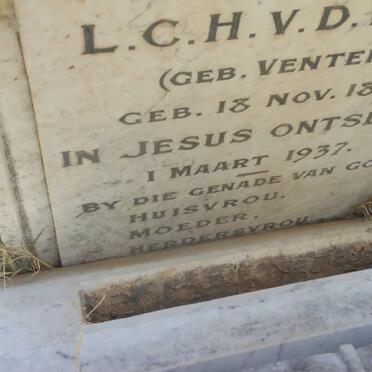 L.C.H.V.D.
(GEB. VENTER
GEB. 18 NOV. 18
IN JESUS ONTSL
1 MAART 1937.
BY DIE GENADE VAN GO
HUISVROU.
MOEDER,
HERDERSVROU.